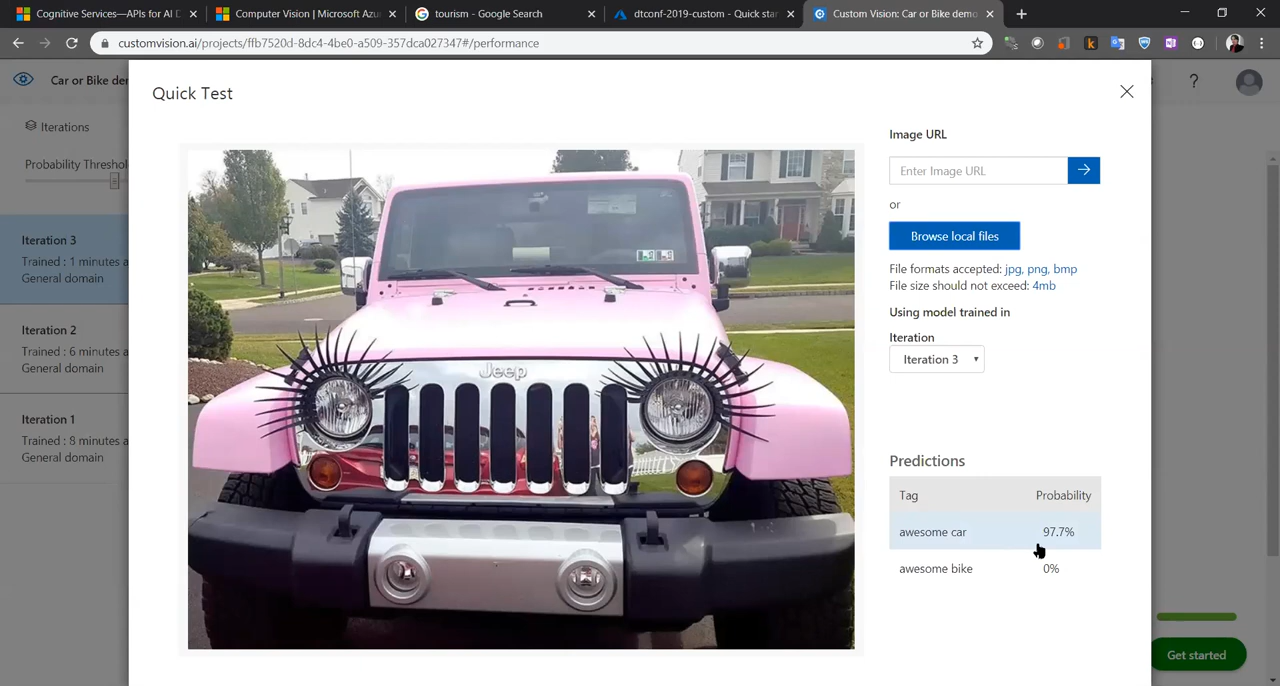 Cognitive Services—APIs for AI D
Computer Vision | Microsoft Azu
tourism - Google Search
dtconf-2019-custom - Quick star
Custom Vision: Car or Bike demo
customvision.ai/projects/ffb7520d-8dc4-4be0-a509-357dca027347#/performance
Car or Bike der
?
Quick Test
Iterations
Probability Threshol
Iteration 3
Trained : 1 minutes a
General domain
Iteration 2
Trained : 6 minutes a
General domain
Iteration 1
Trained : 8 minutes a
General domain
Jeep
Image URL
Enter Image URL
or
Browse local files
File formats accepted: jpg, png, bmp
File size should not exceed: 4mb
Using model trained in
Iteration
Iteration 3
Predictions
Tag Probability
awesome car 97.7%
awesome bike 0%
Get started